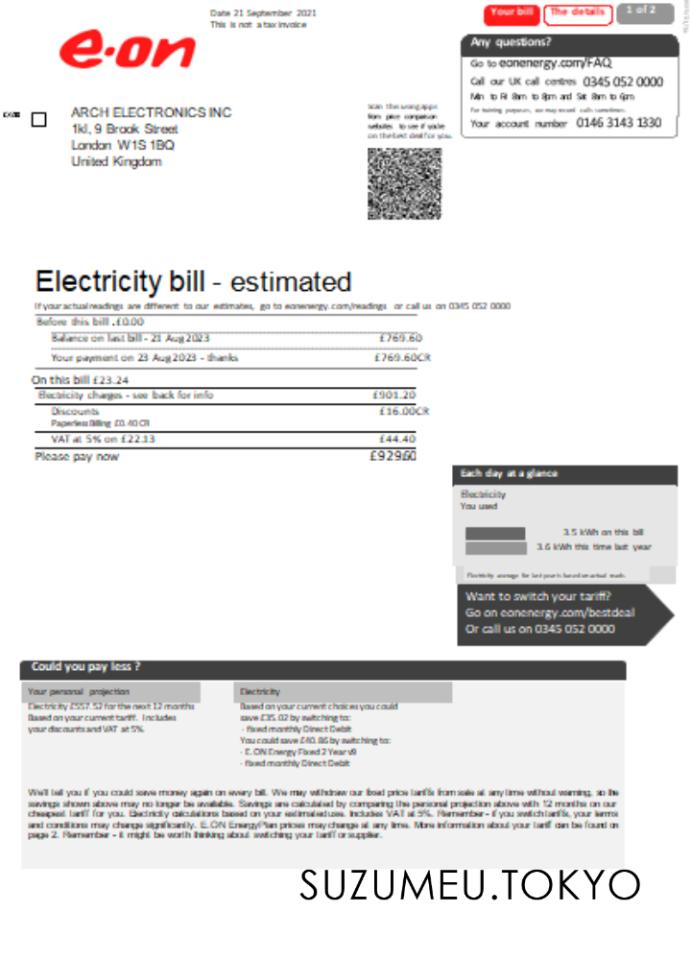 Date 21 September 2021
This is not a tax invoice
Your bill
The details
1 of 2
e·on
Any questions?
Go to eonenergy.com/FAQ
Call our UK call centres 0345 052 0000
Min to Fri 8am to 8pm and Sat 8am to 6pm
For training purposes, we may record calls sometimes.
Your account number 0146 3143 1330
ARCH ELECTRONICS INC
1kl, 9 Brook Street
London W1S 1BQ
United Kingdom
scan this using apps
from price comparison
websites to see if you're
on the best deal for you.
Electricity bill - estimated
If your actual readings are different to our estimates, go to eonenergy.com/readings or call us on 0345 052 0000
Before this bill .£0.00
Balance on last bill - 21 Aug 2023 £769.60
Your payment on 23 Aug 2023 - thanks £769.60CR
On this bill £23.24
Electricity charges - see back for info £901.20
Discounts £16.00CR
Paperless Billing £0.40 CR
VAT at 5% on £22.13 £44.40
Please pay now £92960
Each day at a glance
Electricity
You used
3.5 kWh on this bill
3.6 kWh this time last year
Electricity average for last year is based on actual reads
Want to switch your tariff?
Go on eonenergy.com/bestdeal
Or call us on 0345 052 0000
Could you pay less ?
Your personal projection
Electricity £557.52 for the next 12 months
Based on your current tariff. Includes
your discounts and VAT at 5%
Electricity
Based on your current choices you could
save £35.02 by switching to:
- fixed monthly Direct Debit
You could save £40.86 by switching to:
- E.ON Energy Fixed 2 Year v9
- fixed monthly Direct Debit
We'll tell you if you could save money again on every bill. We may withdraw our fixed price tariffs from sale at any time without warning, so the
savings shown above may no longer be available. Savings are calculated by comparing the personal projection above with 12 months on our
cheapest tariff for you. Electricity calculations based on your estimated use. Includes VAT at 5%. Remember - if you switch tariffs, your terms
and conditions may change significantly. E.ON EnergyPlan prices may change at any time. More information about your tariff can be found on
page 2. Remember - it might be worth thinking about switching your tariff or supplier.
SUZUMEU.TOKYO